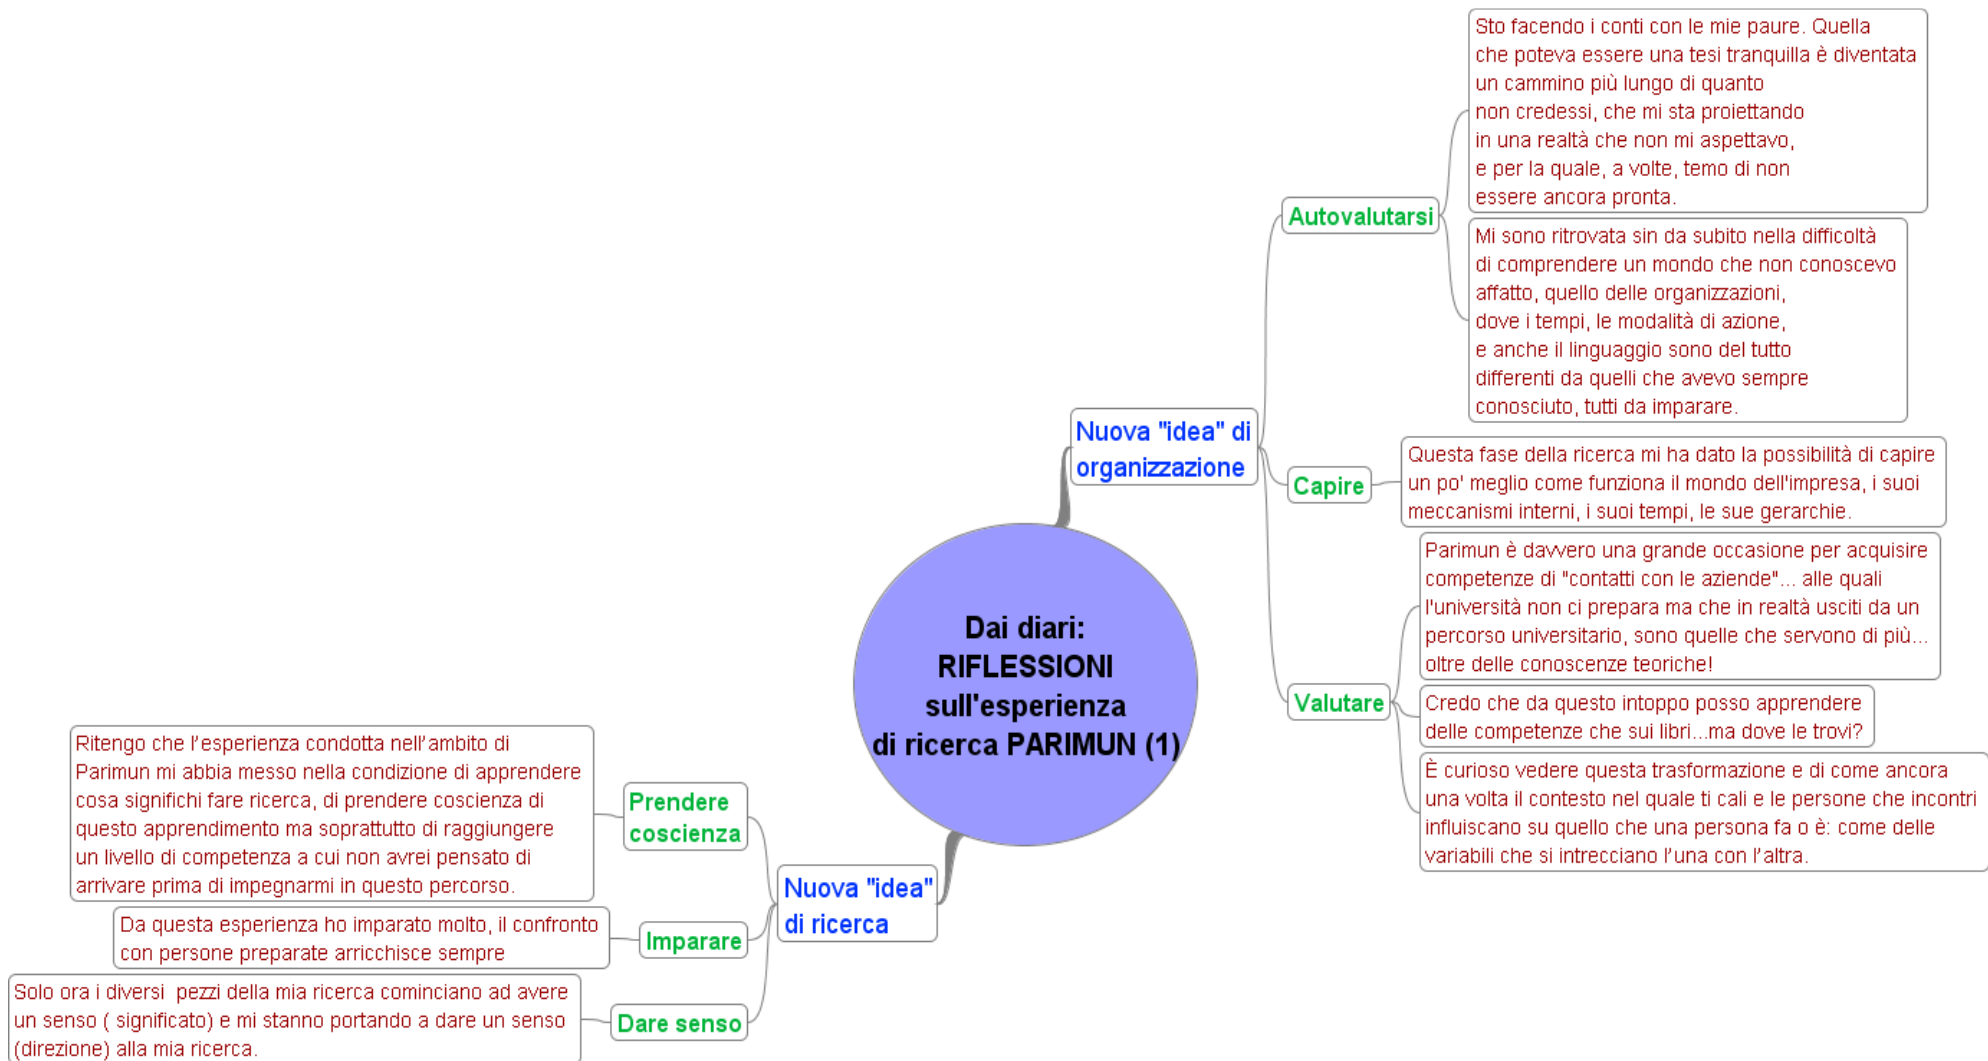 Dai diari:
RIFLESSIONI
sull'esperienza
di ricerca PARIMUN (1)
Nuova "idea" di
organizzazione
Autovalutarsi
Sto facendo i conti con le mie paure. Quella
che poteva essere una tesi tranquilla è diventata
un cammino più lungo di quanto
non credessi, che mi sta proiettando
in una realtà che non mi aspettavo,
e per la quale, a volte, temo di non
essere ancora pronta.
Mi sono ritrovata sin da subito nella difficoltà
di comprendere un mondo che non conoscevo
affatto, quello delle organizzazioni,
dove i tempi, le modalità di azione,
e anche il linguaggio sono del tutto
differenti da quelli che avevo sempre
conosciuto, tutti da imparare.
Capire
Questa fase della ricerca mi ha dato la possibilità di capire
un po' meglio come funziona il mondo dell'impresa, i suoi
meccanismi interni, i suoi tempi, le sue gerarchie.
Valutare
Parimun è davvero una grande occasione per acquisire
competenze di "contatti con le aziende"... alle quali
l'università non ci prepara ma che in realtà usciti da un
percorso universitario, sono quelle che servono di più...
oltre delle conoscenze teoriche!
Credo che da questo intoppo posso apprendere
delle competenze che sui libri...ma dove le trovi?
È curioso vedere questa trasformazione e di come ancora
una volta il contesto nel quale ti cali e le persone che incontri
influiscano su quello che una persona fa o è: come delle
variabili che si intrecciano l'una con l'altra.
Nuova "idea"
di ricerca
Prendere
coscienza
Ritengo che l'esperienza condotta nell'ambito di
Parimun mi abbia messo nella condizione di apprendere
cosa significhi fare ricerca, di prendere coscienza di
questo apprendimento ma soprattutto di raggiungere
un livello di competenza a cui non avrei pensato di
arrivare prima di impegnarmi in questo percorso.
Imparare
Da questa esperienza ho imparato molto, il confronto
con persone preparate arricchisce sempre
Dare senso
Solo ora i diversi  pezzi della mia ricerca cominciano ad avere
un senso ( significato) e mi stanno portando a dare un senso
(direzione) alla mia ricerca.